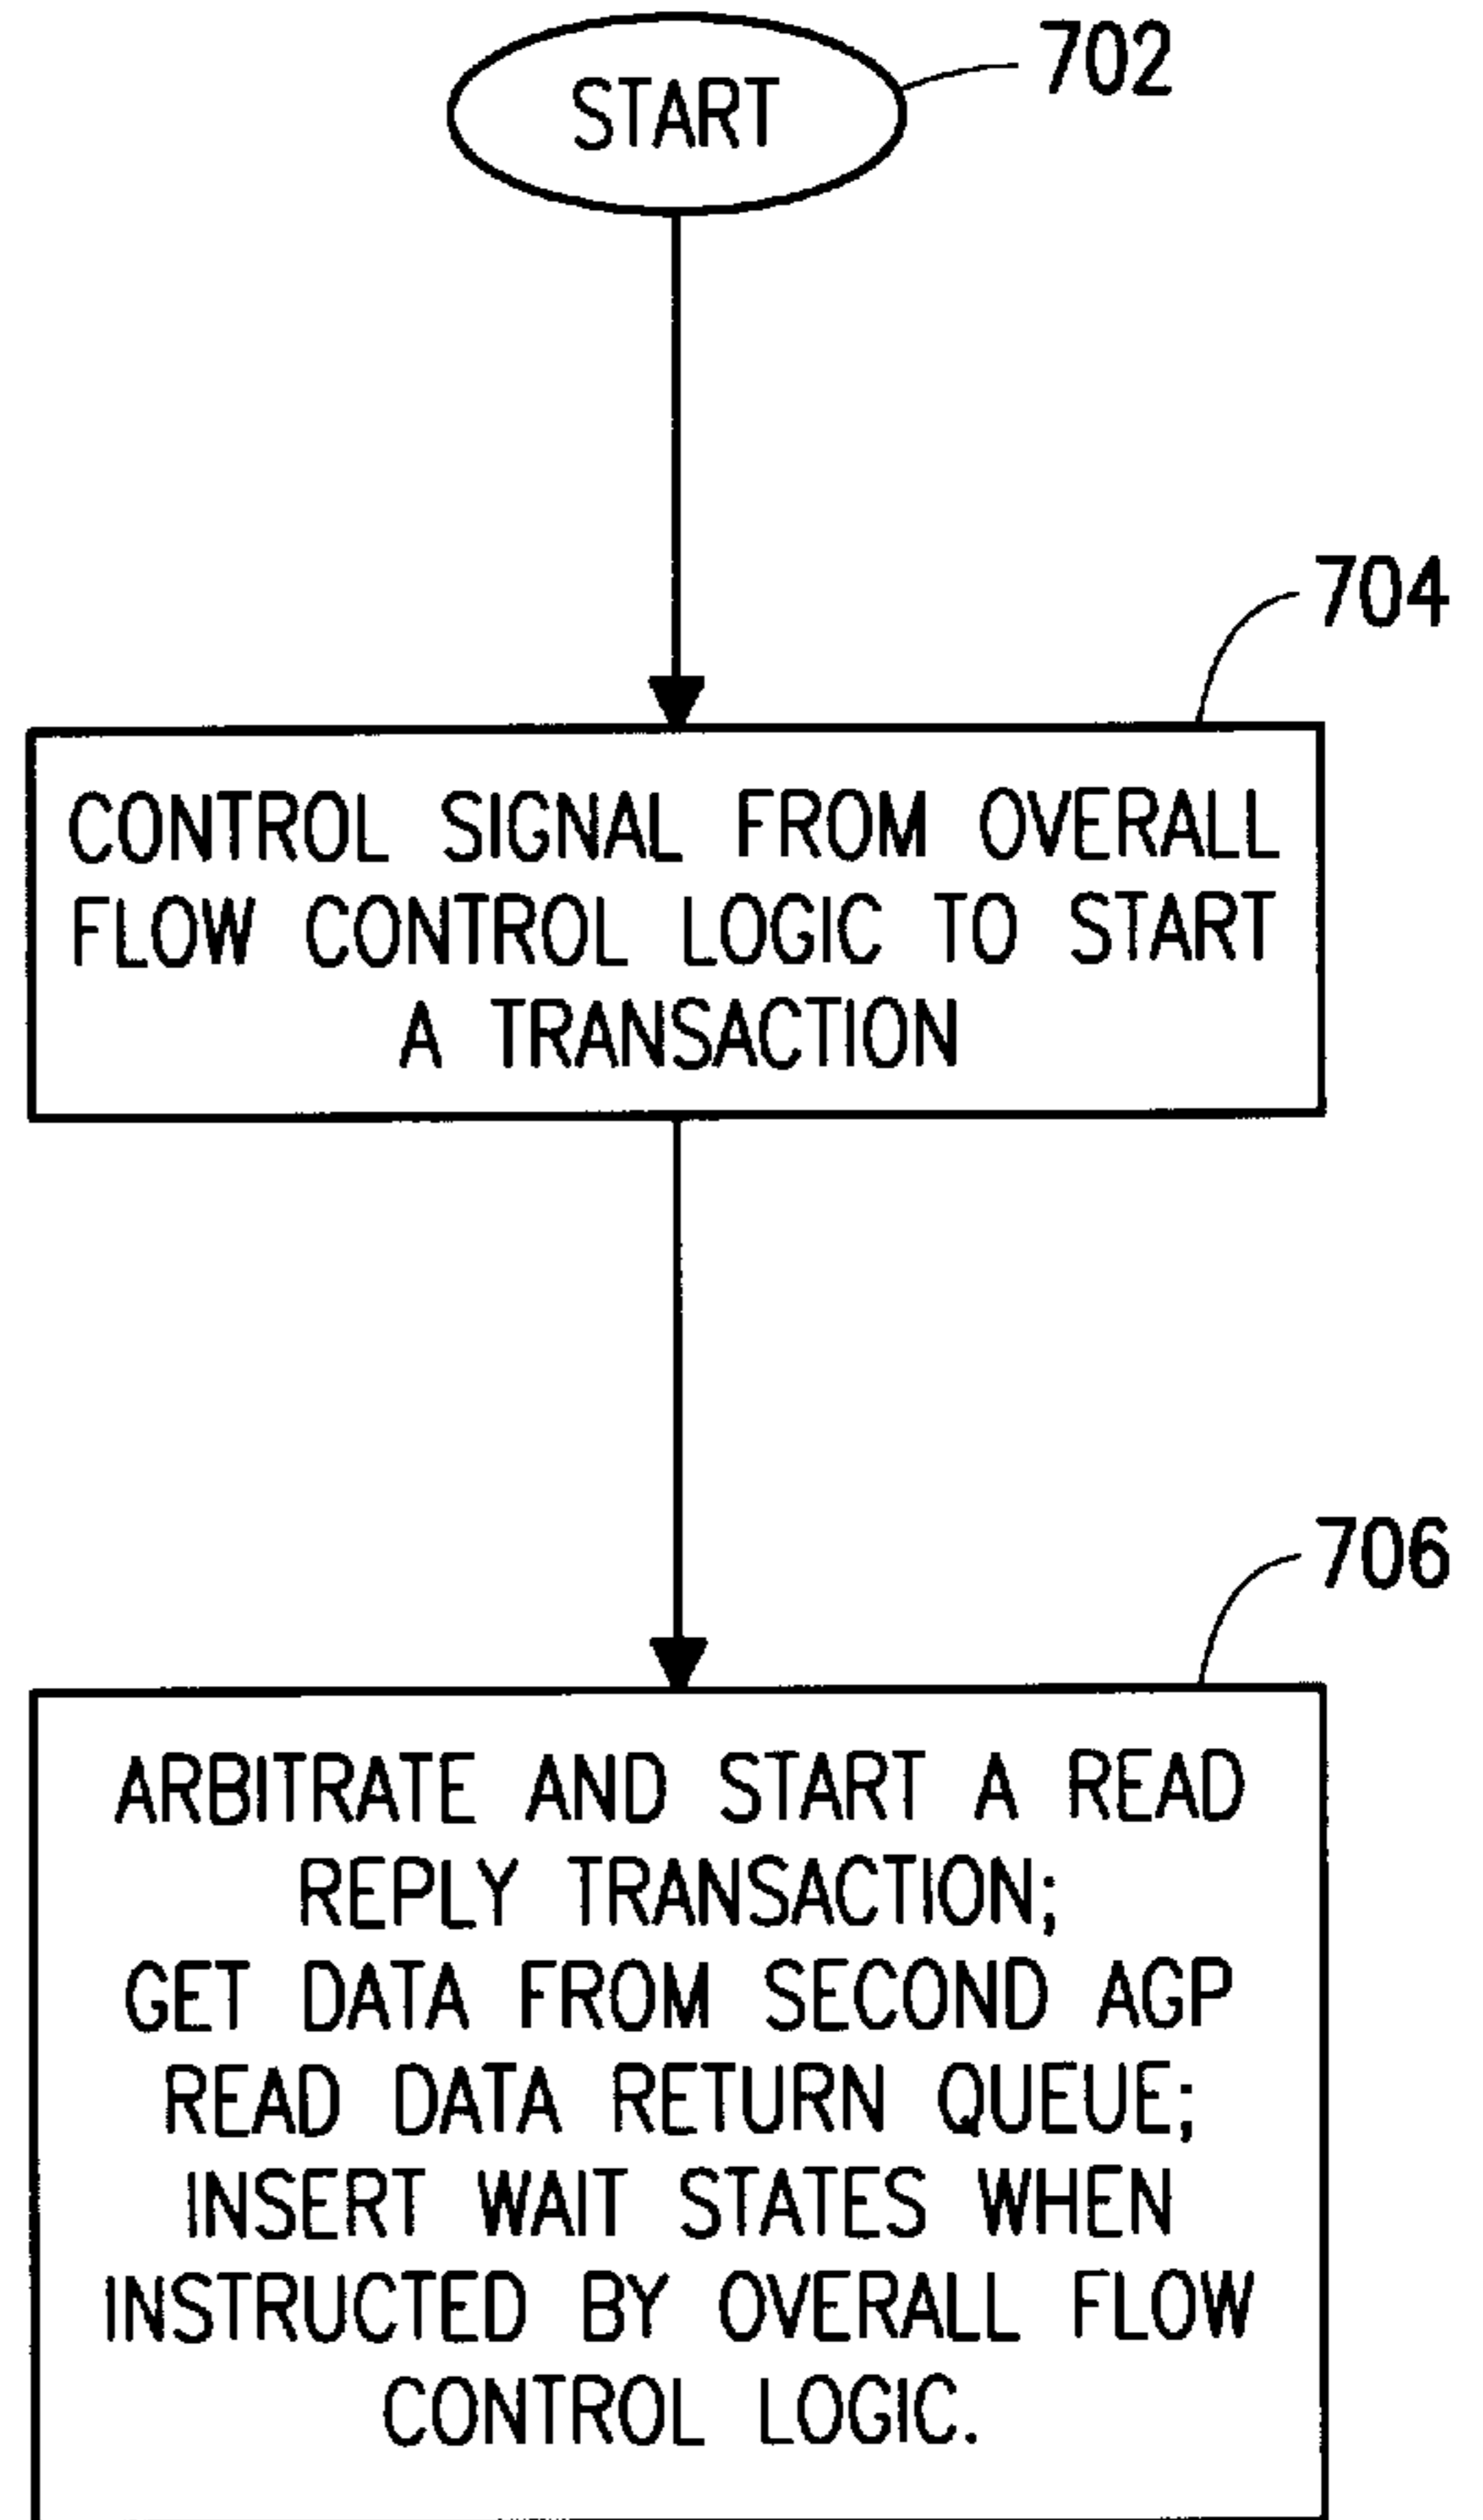 START
702
704
CONTROL SIGNAL FROM OVERALL
FLOW CONTROL LOGIC TO START
A TRANSACTION
706
ARBITRATE AND START A READ
REPLY TRANSACTION;
GET DATA FROM SECOND AGP
READ DATA RETURN QUEUE;
INSERT WAIT STATES WHEN
INSTRUCTED BY OVERALL FLOW
CONTROL LOGIC.